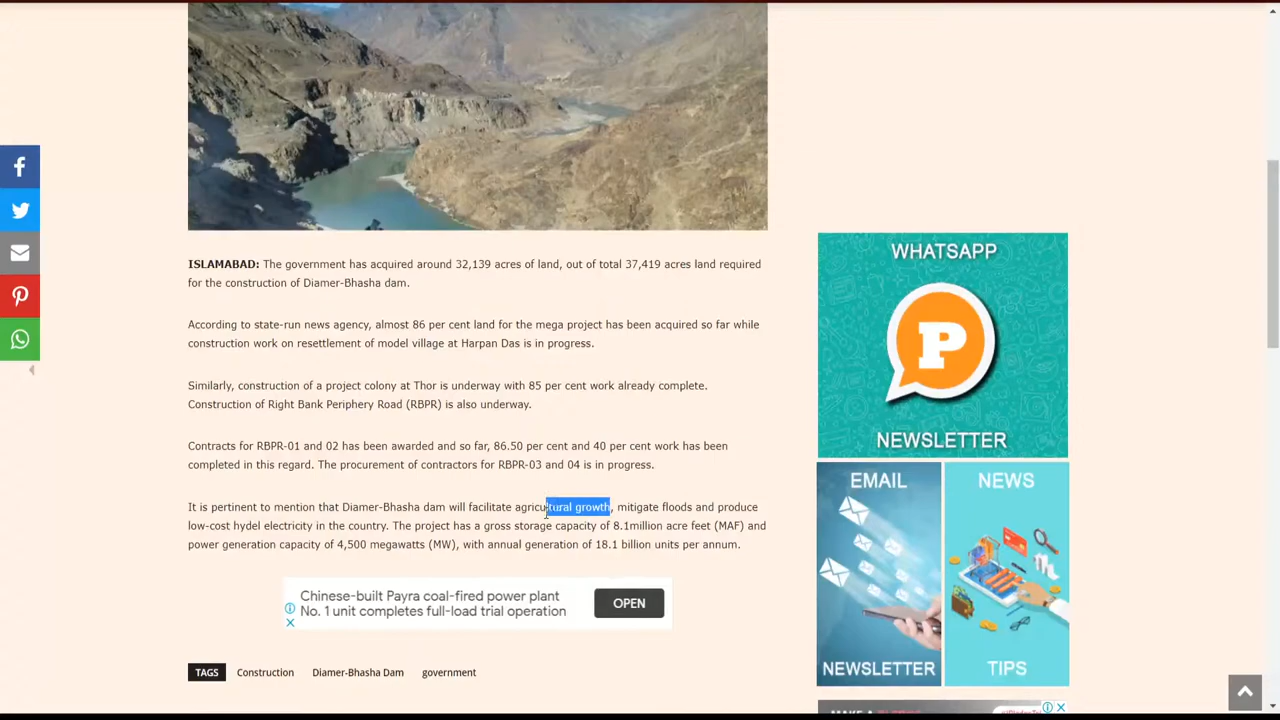 ISLAMABAD: The government has acquired around 32,139 acres of land, out of total 37,419 acres land required
for the construction of Diamer-Bhasha dam.
According to state-run news agency, almost 86 per cent land for the mega project has been acquired so far while
construction work on resettlement of model village at Harpan Das is in progress.
Similarly, construction of a project colony at Thor is underway with 85 per cent work already complete.
Construction of Right Bank Periphery Road (RBPR) is also underway.
Contracts for RBPR-01 and 02 has been awarded and so far, 86.50 per cent and 40 per cent work has been
completed in this regard. The procurement of contractors for RBPR-03 and 04 is in progress.
It is pertinent to mention that Diamer-Bhasha dam will facilitate agricultural growth, mitigate floods and produce
low-cost hydel electricity in the country. The project has a gross storage capacity of 8.1million acre feet (MAF) and
power generation capacity of 4,500 megawatts (MW), with annual generation of 18.1 billion units per annum.
Chinese-built Payra coal-fired power plant
No. 1 unit completes full-load trial operation
OPEN
TAGS Construction Diamer-Bhasha Dam government
WHATSAPP
P
NEWSLETTER
EMAIL
NEWSLETTER
NEWS
TIPS